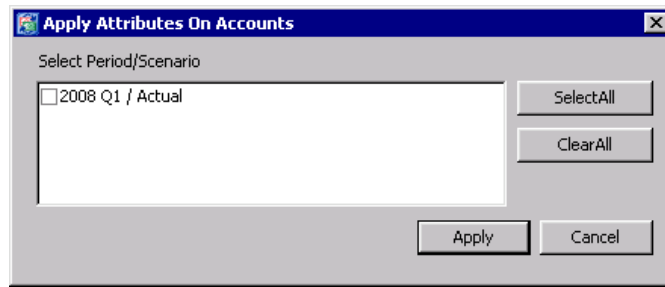 Apply Attributes On Accounts
Select Period/Scenario
2008 Q1 / Actual
SelectAll
ClearAll
Apply
Cancel